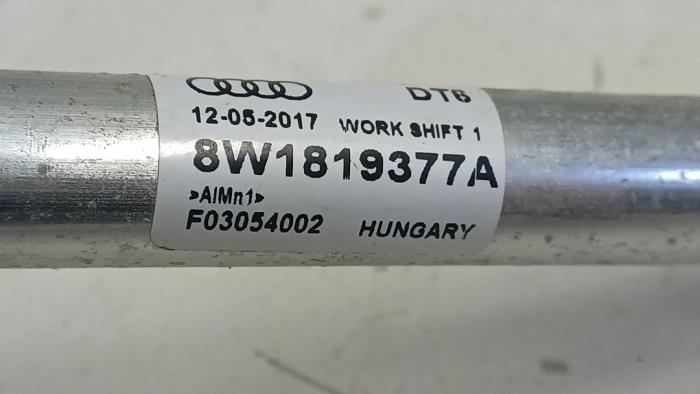 DT6
12-05-2017 WORK SHIFT 1
8W1819377A
>AlMn1<
F03054002 HUNGARY